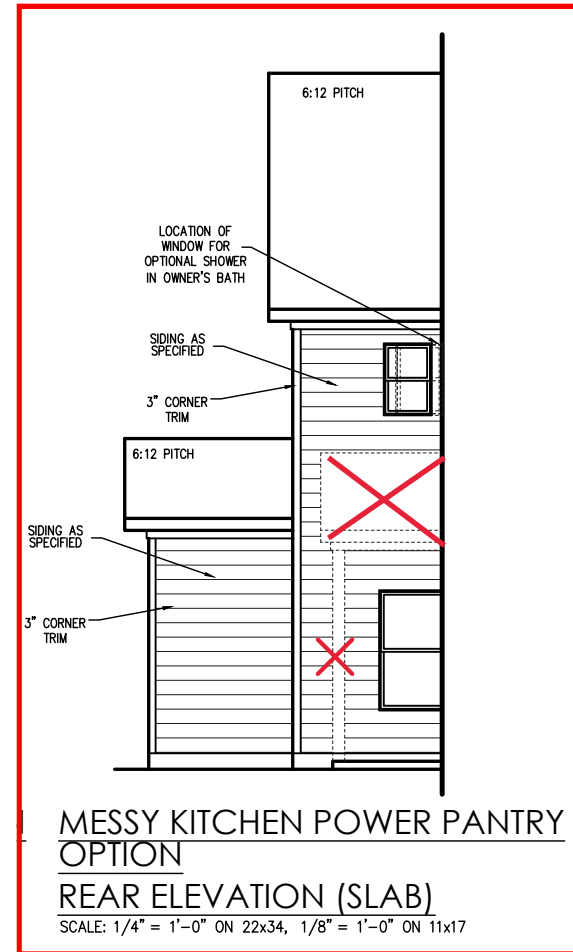 6:12 PITCH
LOCATION OF
WINDOW FOR
OPTIONAL SHOWER
IN OWNER'S BATH
SIDING AS
SPECIFIED
3" CORNER
TRIM
6:12 PITCH
SIDING AS
SPECIFIED
3" CORNER
TRIM
MESSY KITCHEN POWER PANTRY
OPTION
REAR ELEVATION (SLAB)
SCALE: 1/4" = 1'-0" ON 22x34, 1/8" = 1'-0" ON 11x17